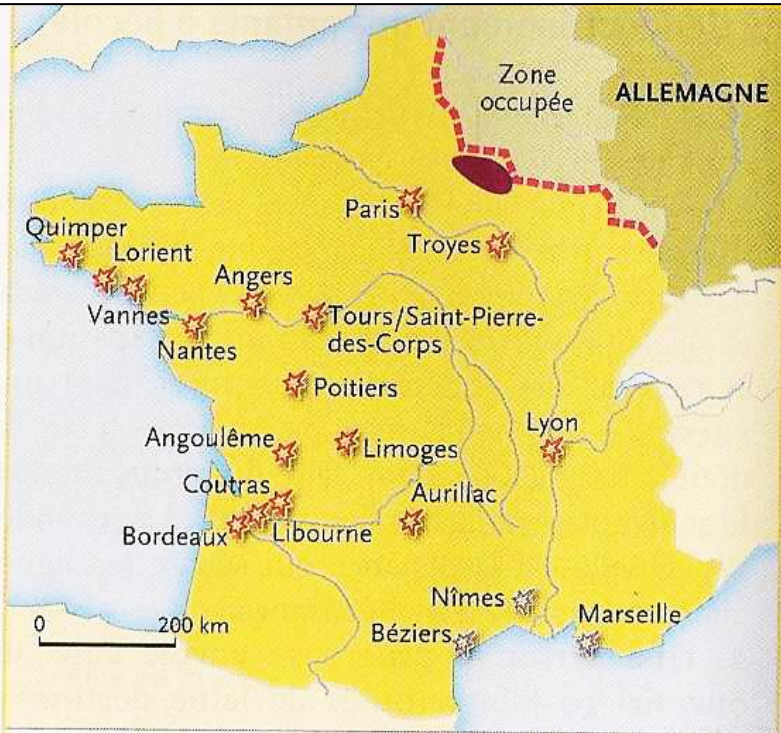 Zone
occupée
ALLEMAGNE
Paris
Troyes
Quimper
Lorient
Vannes
Angers
Nantes
Tours/Saint-Pierre-
des-Corps
Poitiers
Angoulême
Limoges
Lyon
Coutras
Aurillac
Bordeaux
Libourne
Nîmes
Marseille
Béziers
0 200 km